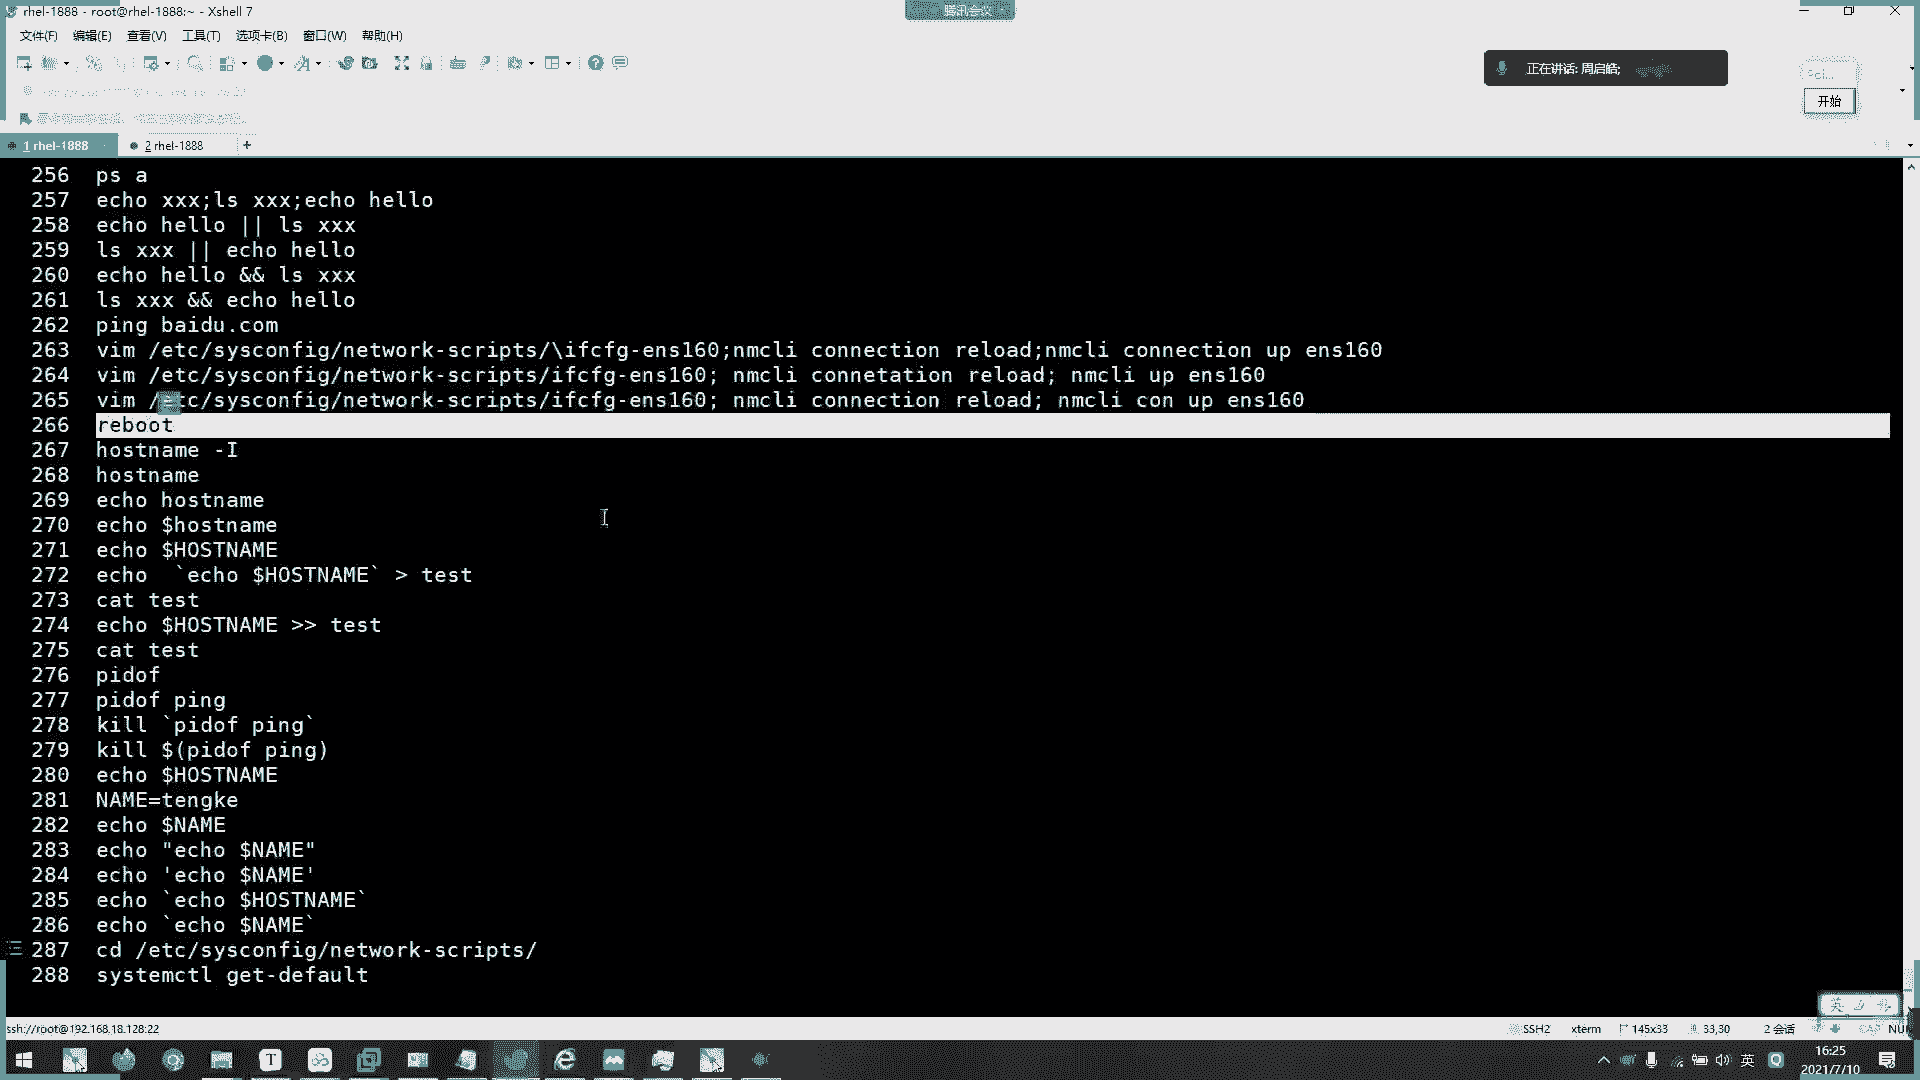 rhel-1888 - root@rhel-1888:~ - Xshell 7
腾讯会议
文件(F) 编辑(E) 查看(V) 工具(T) 选项卡(B) 窗口(W) 帮助(H)
正在讲话: 周启皓;
开始
1 rhel-1888
2 rhel-1888
256 ps a
257 echo xxx;ls xxx;echo hello
258 echo hello || ls xxx
259 ls xxx || echo hello
260 echo hello && ls xxx
261 ls xxx && echo hello
262 ping baidu.com
263 vim /etc/sysconfig/network-scripts/\ifcfg-ens160;nmcli connection reload;nmcli connection up ens160
264 vim /etc/sysconfig/network-scripts/ifcfg-ens160; nmcli connetation reload; nmcli up ens160
265 vim /etc/sysconfig/network-scripts/ifcfg-ens160; nmcli connection reload; nmcli con up ens160
266 reboot
267 hostname -I
268 hostname
269 echo hostname
270 echo $hostname
271 echo $HOSTNAME
272 echo  `echo $HOSTNAME` > test
273 cat test
274 echo $HOSTNAME >> test
275 cat test
276 pidof
277 pidof ping
278 kill `pidof ping`
279 kill $(pidof ping)
280 echo $HOSTNAME
281 NAME=tengke
282 echo $NAME
283 echo "echo $NAME"
284 echo 'echo $NAME'
285 echo `echo $HOSTNAME`
286 echo `echo $NAME`
287 cd /etc/sysconfig/network-scripts/
288 systemctl get-default
英
ssh://root@192.168.18.128:22
SSH2 xterm 145x33 33,30 2 会话 CAP NUM
英
16:25
2021/7/10